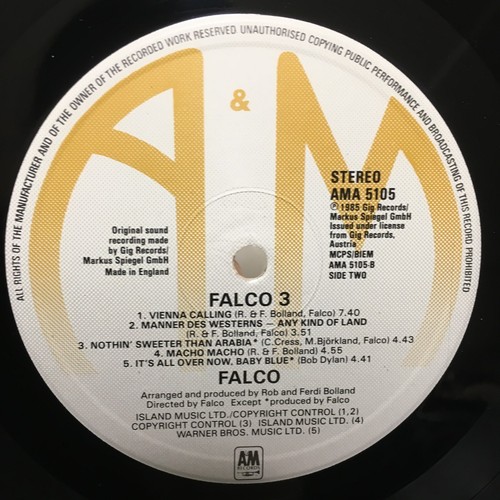 ALL RIGHTS OF THE MANUFACTURER AND OF THE OWNER OF THE RECORDED WORK RESERVED UNAUTHORISED COPYING PUBLIC PERFORMANCE AND BROADCASTING OF THIS RECORD PROHIBITED
A & M
STEREO
AMA 5105
℗ 1985 Gig Records/
Markus Spiegel GmbH
Issued under license
from Gig Records,
Austria
MCPS/BIEM
AMA 5105-B
SIDE TWO
Original sound
recording made
by Gig Records/
Markus Spiegel GmbH
Made in England
FALCO 3
1. VIENNA CALLING (R. & F. Bolland, Falco) 7.40
2. MANNER DES WESTERNS – ANY KIND OF LAND
(R. & F. Bolland, Falco) 3.51
3. NOTHIN' SWEETER THAN ARABIA* (C.Cress, M.Björkland, Falco) 4.43
4. MACHO MACHO (R. & F. Bolland) 4.55
5. IT'S ALL OVER NOW, BABY BLUE* (Bob Dylan) 4.41
FALCO
Arranged and produced by Rob and Ferdi Bolland
Directed by Falco Except *produced by Falco
ISLAND MUSIC LTD./COPYRIGHT CONTROL (1,2)
COPYRIGHT CONTROL (3) ISLAND MUSIC LTD. (4)
WARNER BROS. MUSIC LTD. (5)
A&M
RECORDS